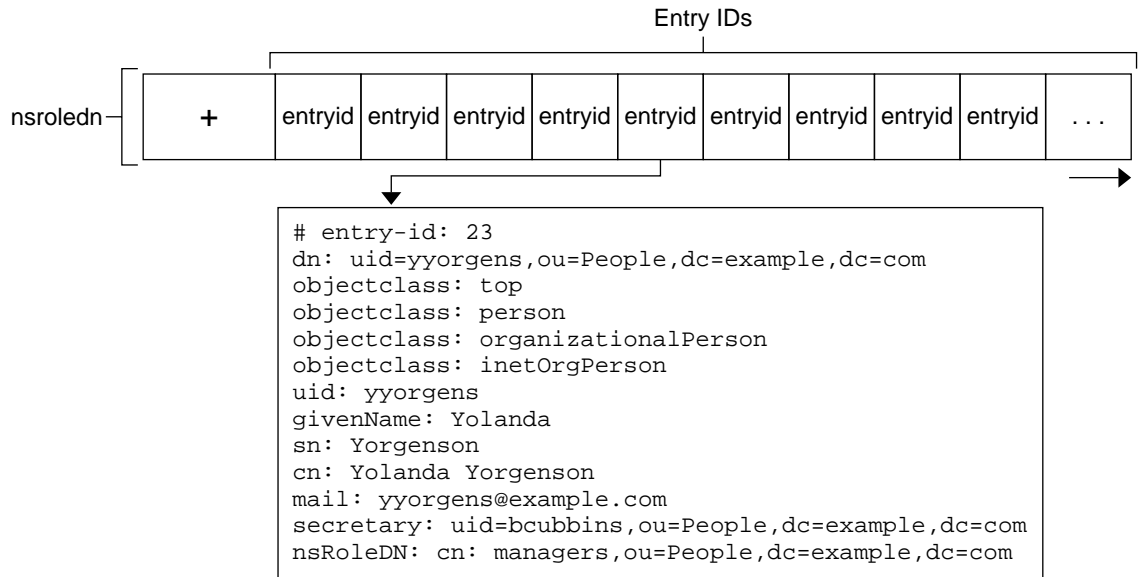 Entry IDs
nsroledn
+ entryid entryid entryid entryid entryid entryid entryid entryid entryid . . .
# entry-id: 23
dn: uid=yyorgens,ou=People,dc=example,dc=com
objectclass: top
objectclass: person
objectclass: organizationalPerson
objectclass: inetOrgPerson
uid: yyorgens
givenName: Yolanda
sn: Yorgenson
cn: Yolanda Yorgenson
mail: yyorgens@example.com
secretary: uid=bcubbins,ou=People,dc=example,dc=com
nsRoleDN: cn: managers,ou=People,dc=example,dc=com